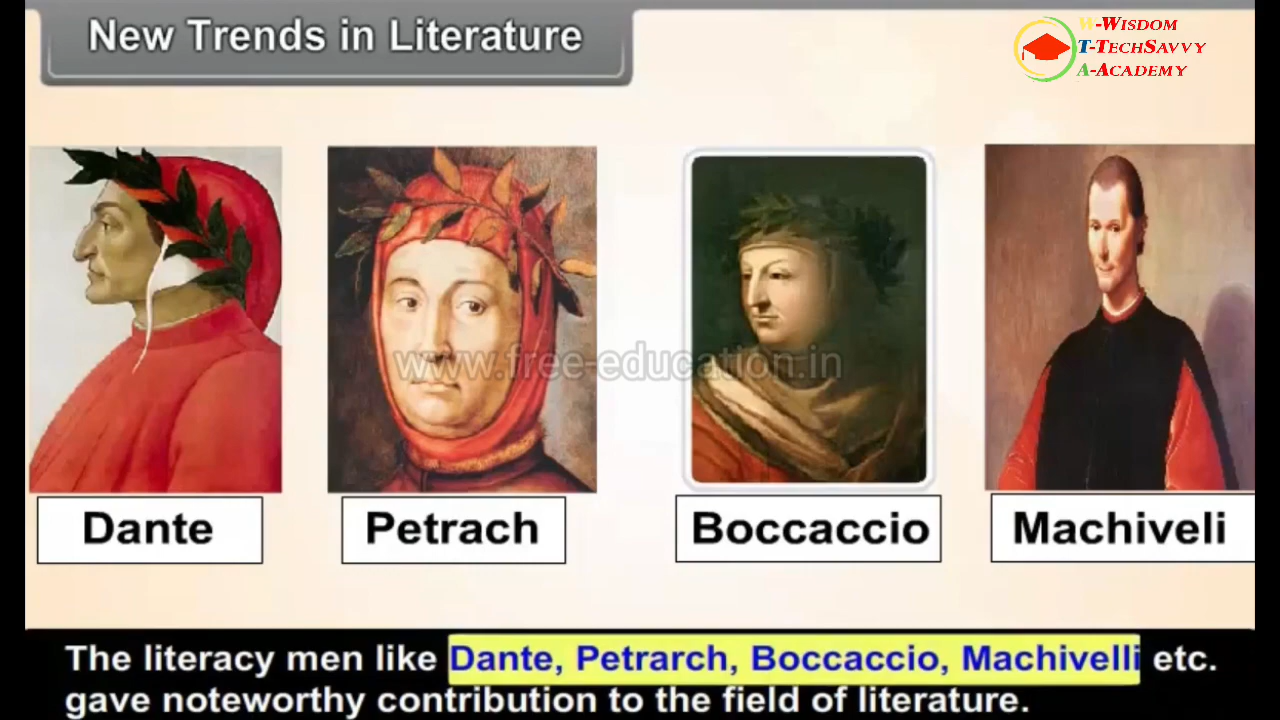 New Trends in Literature
W-Wisdom
T-TechSavvy
A-Academy
www.free-education.in
Dante
Petrach
Boccaccio
Machiveli
The literacy men like Dante, Petrarch, Boccaccio, Machivelli etc.
gave noteworthy contribution to the field of literature.